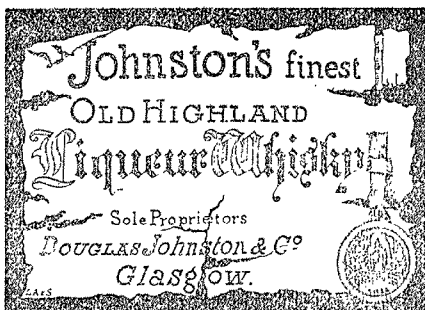 Johnston's finest
OLD HIGHLAND
Liqueur Whisky
Sole Proprietors
DOUGLAS Johnston & Co
Glasgow.